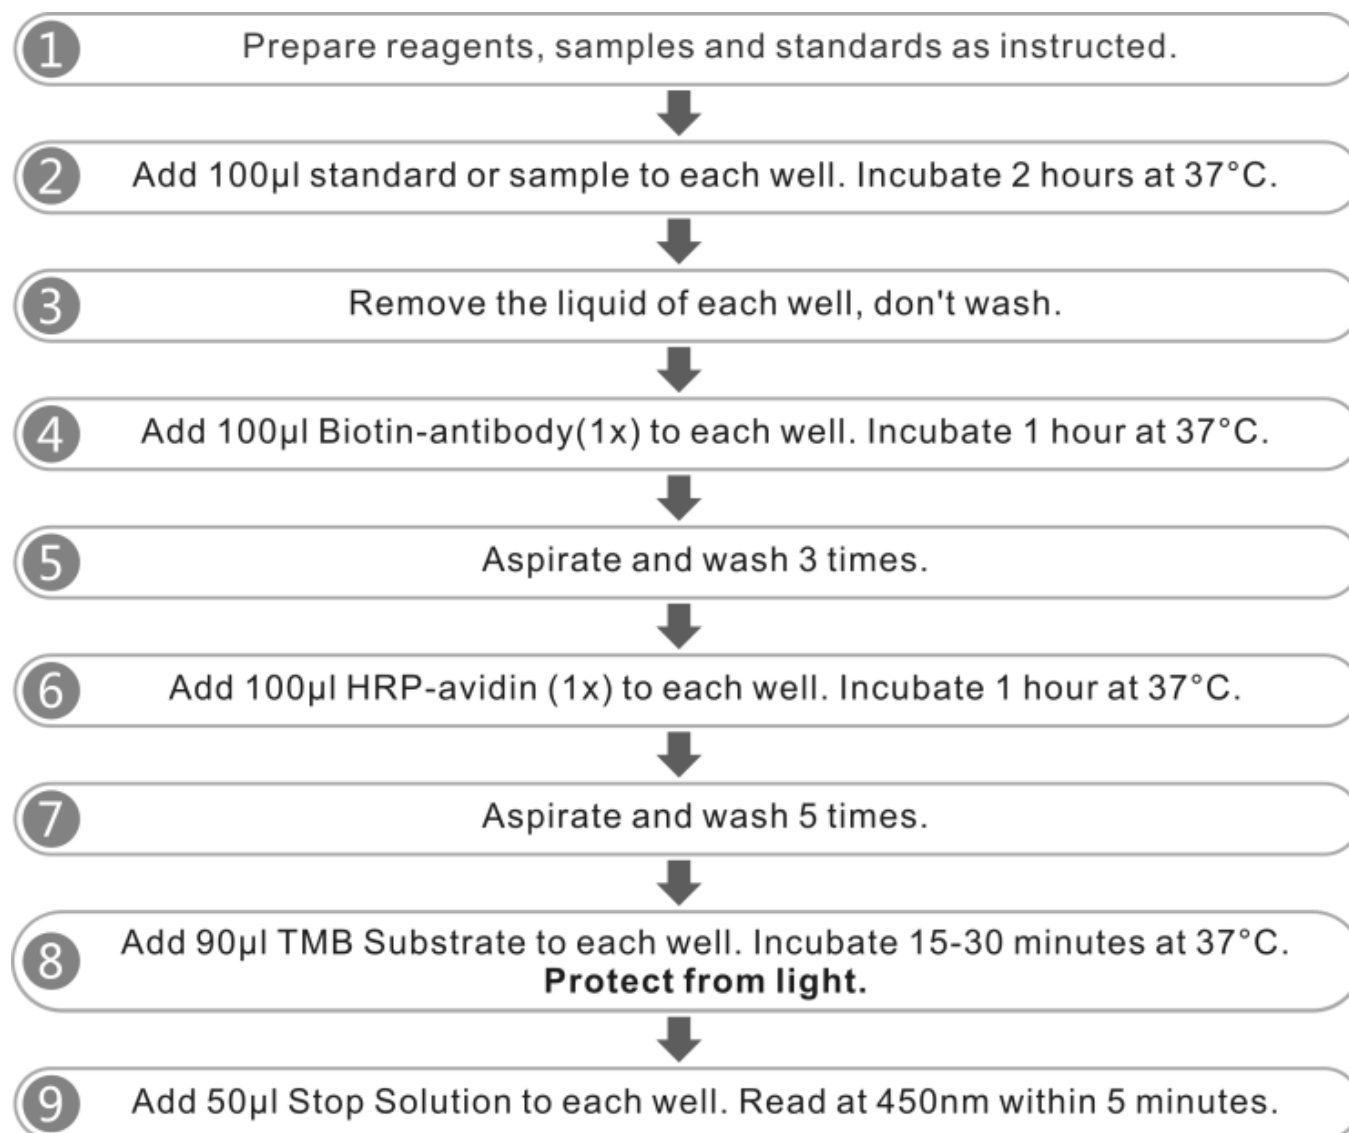 1 Prepare reagents, samples and standards as instructed.
2 Add 100µl standard or sample to each well. Incubate 2 hours at 37°C.
3 Remove the liquid of each well, don't wash.
4 Add 100µl Biotin-antibody(1x) to each well. Incubate 1 hour at 37°C.
5 Aspirate and wash 3 times.
6 Add 100µl HRP-avidin (1x) to each well. Incubate 1 hour at 37°C.
7 Aspirate and wash 5 times.
8 Add 90µl TMB Substrate to each well. Incubate 15-30 minutes at 37°C.
Protect from light.
9 Add 50µl Stop Solution to each well. Read at 450nm within 5 minutes.